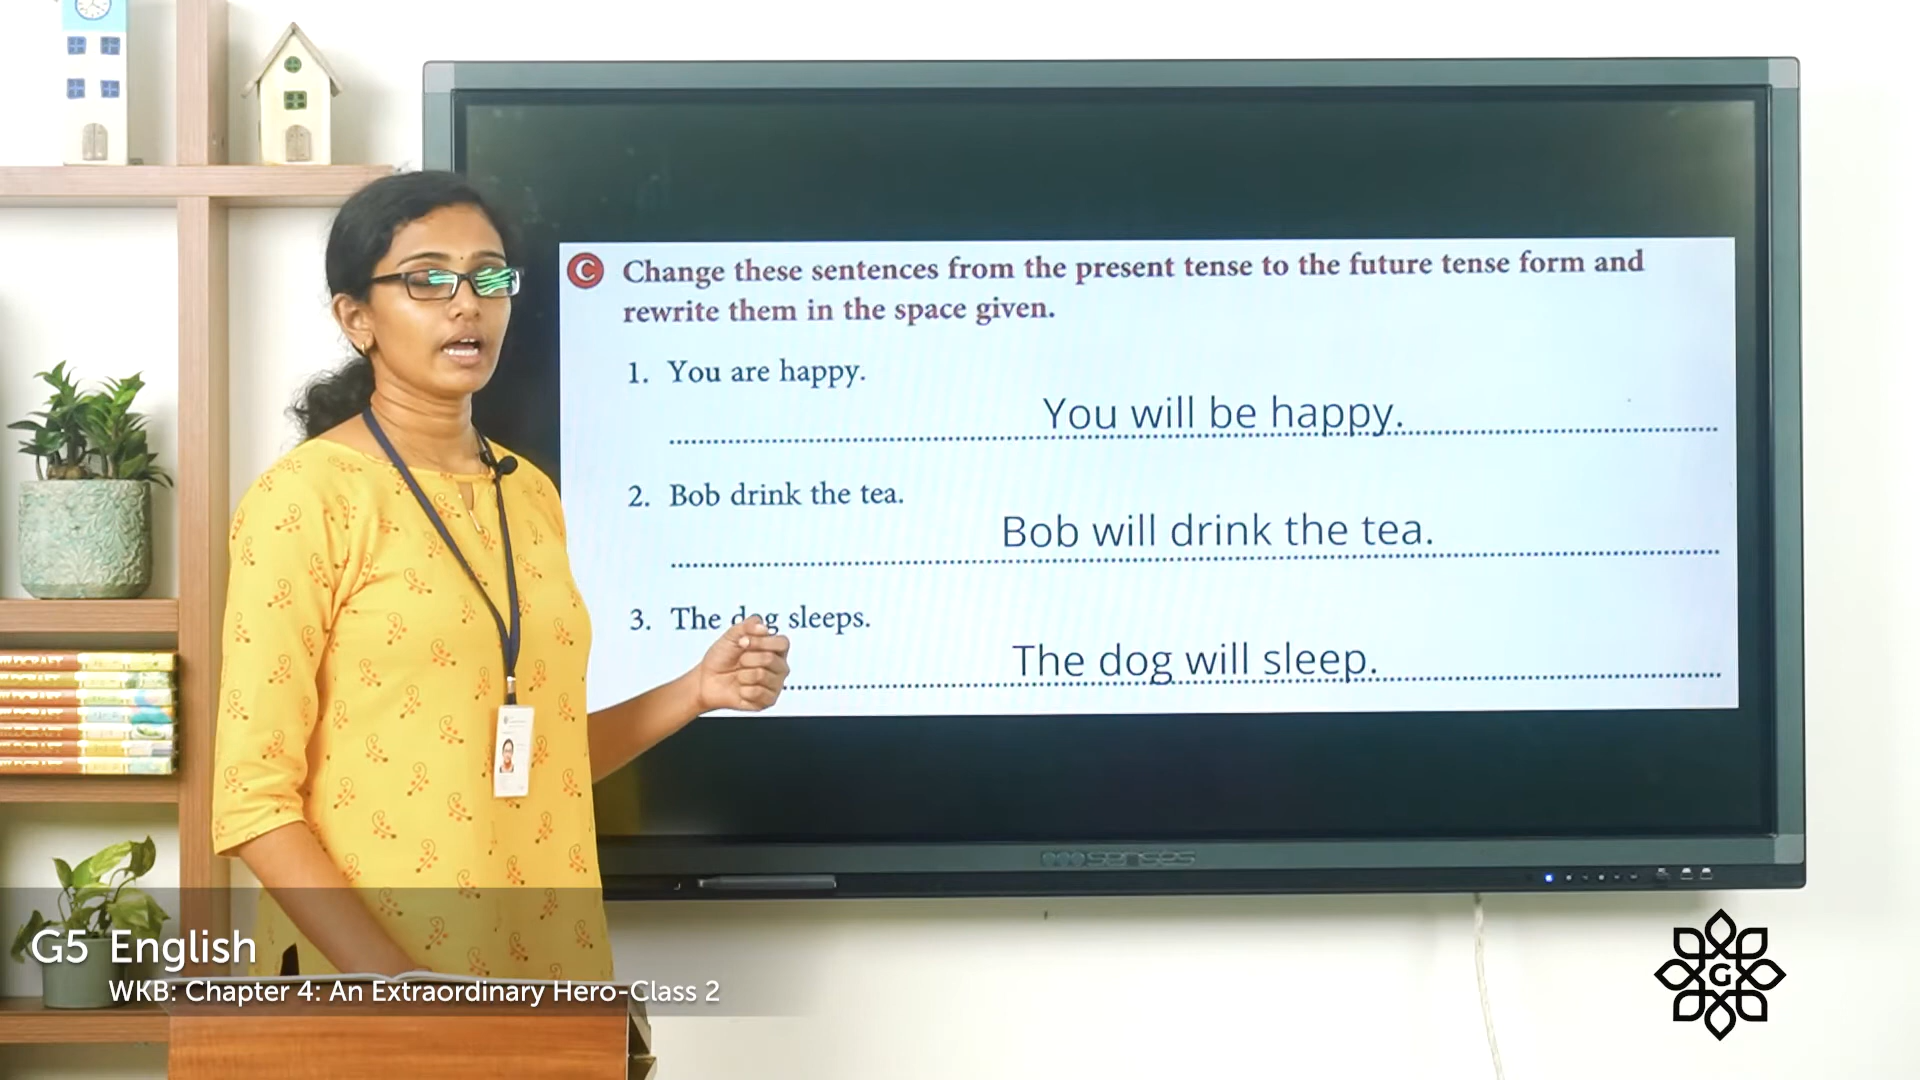 C Change these sentences from the present tense to the future tense form and
rewrite them in the space given.
1. You are happy.
You will be happy.
2. Bob drink the tea.
Bob will drink the tea.
3. The dog sleeps.
The dog will sleep.
senses
G5 English
WKB: Chapter 4: An Extraordinary Hero-Class 2
G